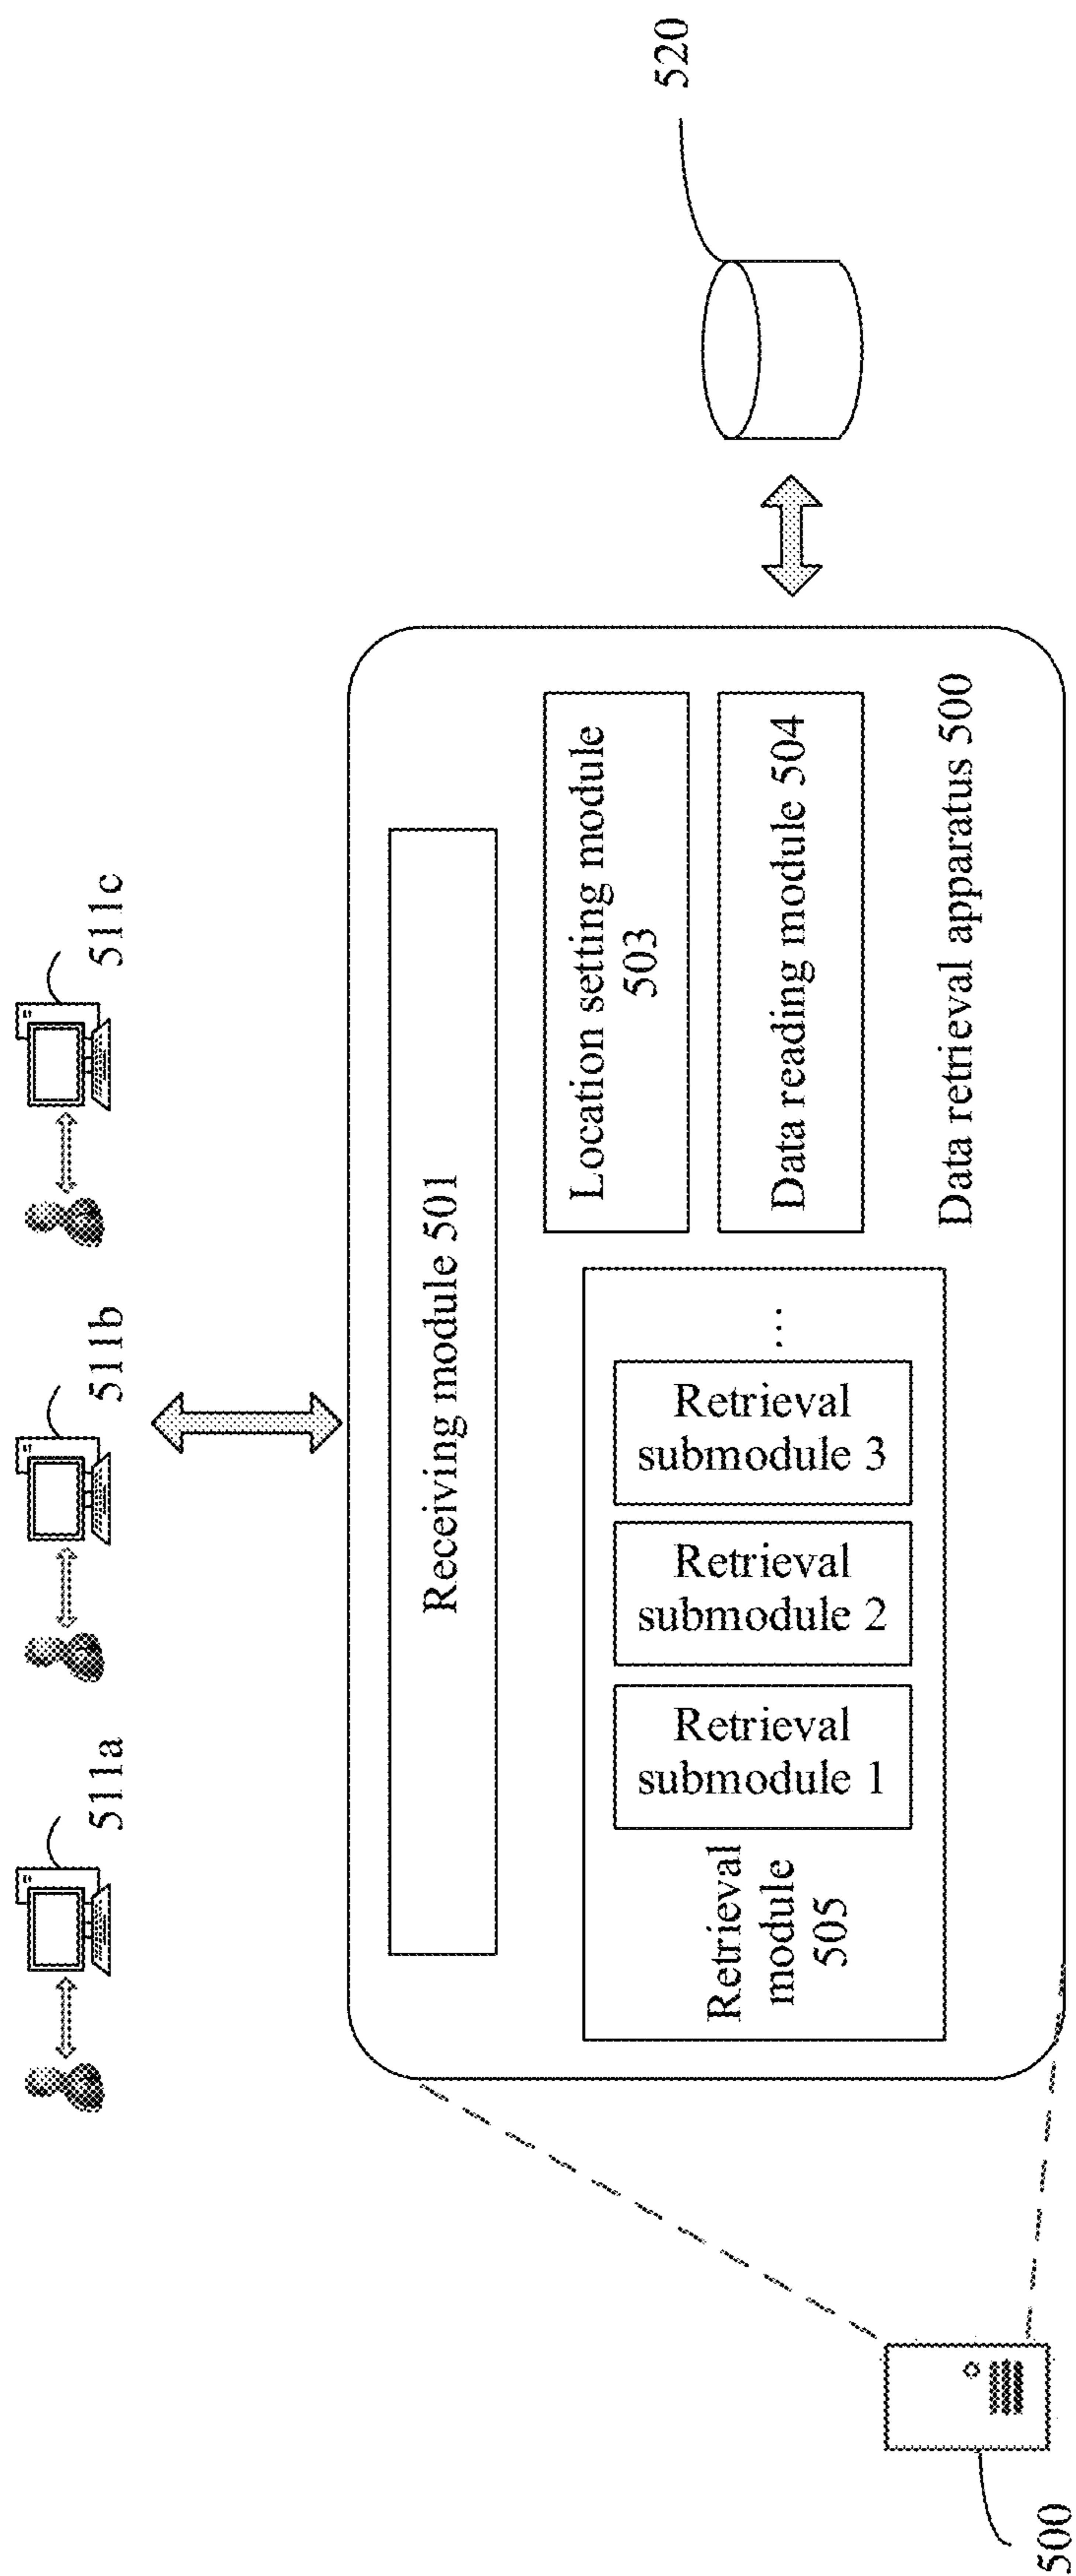 511a
511b
511c
Receiving module 501
Retrieval
module
505
Retrieval
submodule 1
Retrieval
submodule 2
Retrieval
submodule 3
...
Location setting module
503
Data reading module 504
Data retrieval apparatus 500
520
500